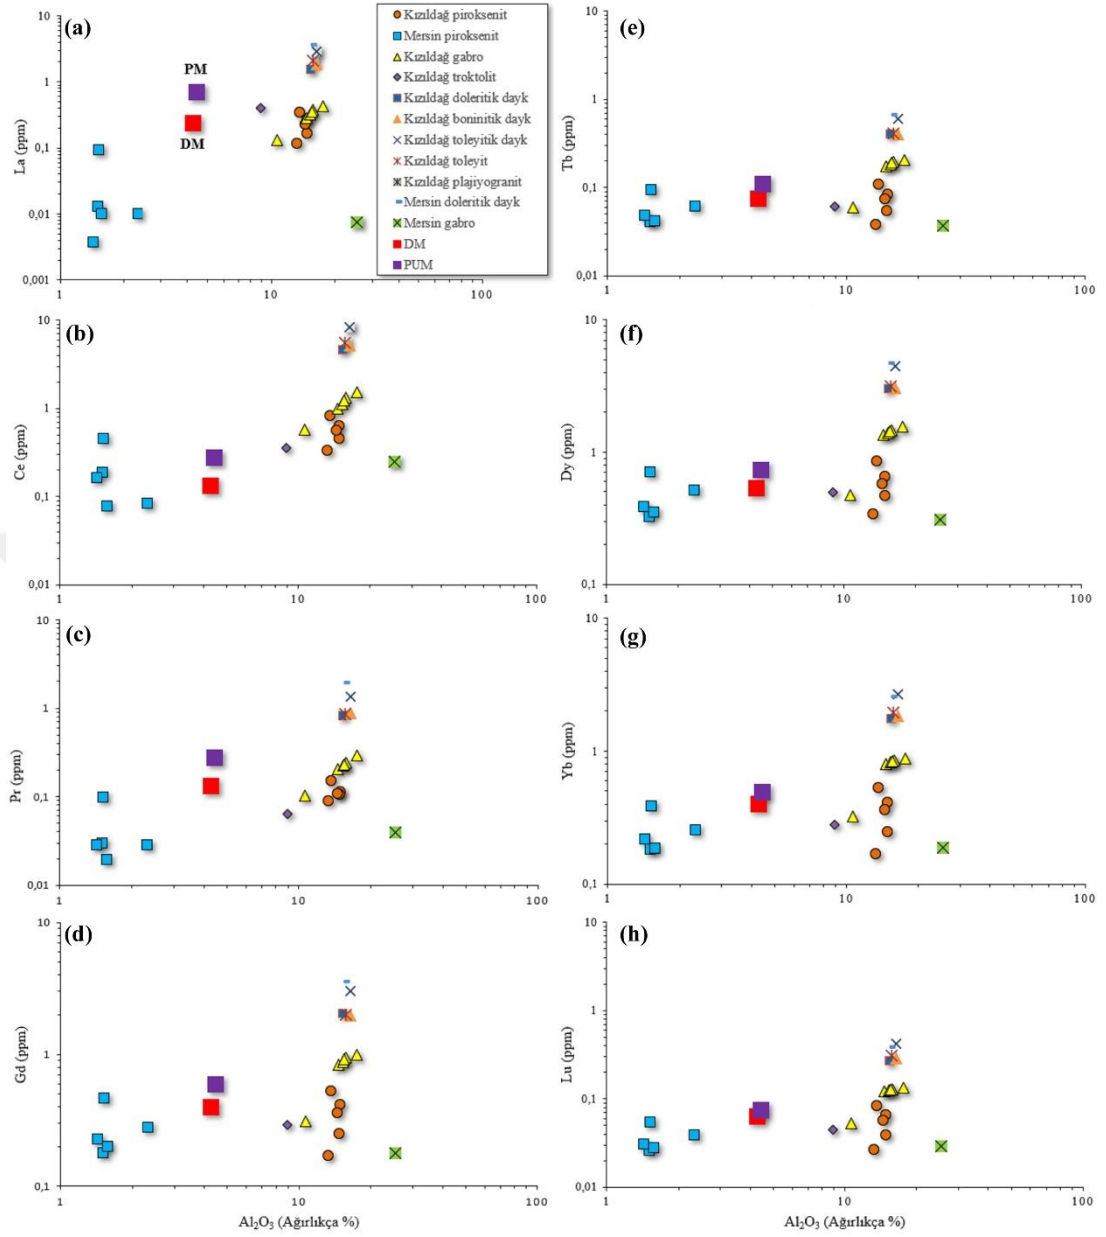 (a)
10
1
0,1
0,01
0,001
La (ppm)
1
10
100
PM
DM
Kızıldağ piroksenit
Mersin piroksenit
Kızıldağ gabro
Kızıldağ troktolit
Kızıldağ doleritik dayk
Kızıldağ boninitik dayk
Kızıldağ toleyitik dayk
Kızıldağ toleyit
Kızıldağ plajiyogranit
Mersin doleritik dayk
Mersin gabro
DM
PUM
(e)
10
1
0,1
0,01
Tb (ppm)
1
10
100
(b)
10
1
0,1
0,01
Ce (ppm)
1
10
100
(f)
10
1
0,1
Dy (ppm)
1
10
100
(c)
10
1
0,1
0,01
Pr (ppm)
1
10
100
(g)
10
1
0,1
Yb (ppm)
1
10
100
(d)
10
1
0,1
Gd (ppm)
1
10
100
Al₂O₃ (Ağırlıkça %)
(h)
10
1
0,1
0,01
Lu (ppm)
1
10
100
Al₂O₃ (Ağırlıkça %)